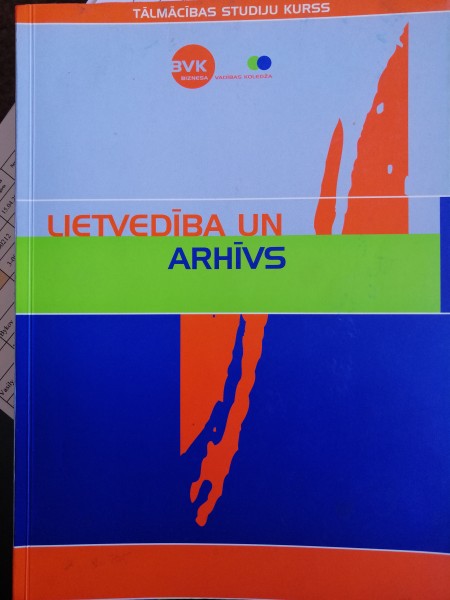 TĀLMĀCĪBAS STUDIJU KURSS
BVK
BIZNESA VADĪBAS KOLEDŽA
LIETVEDĪBA UN
ARHĪVS